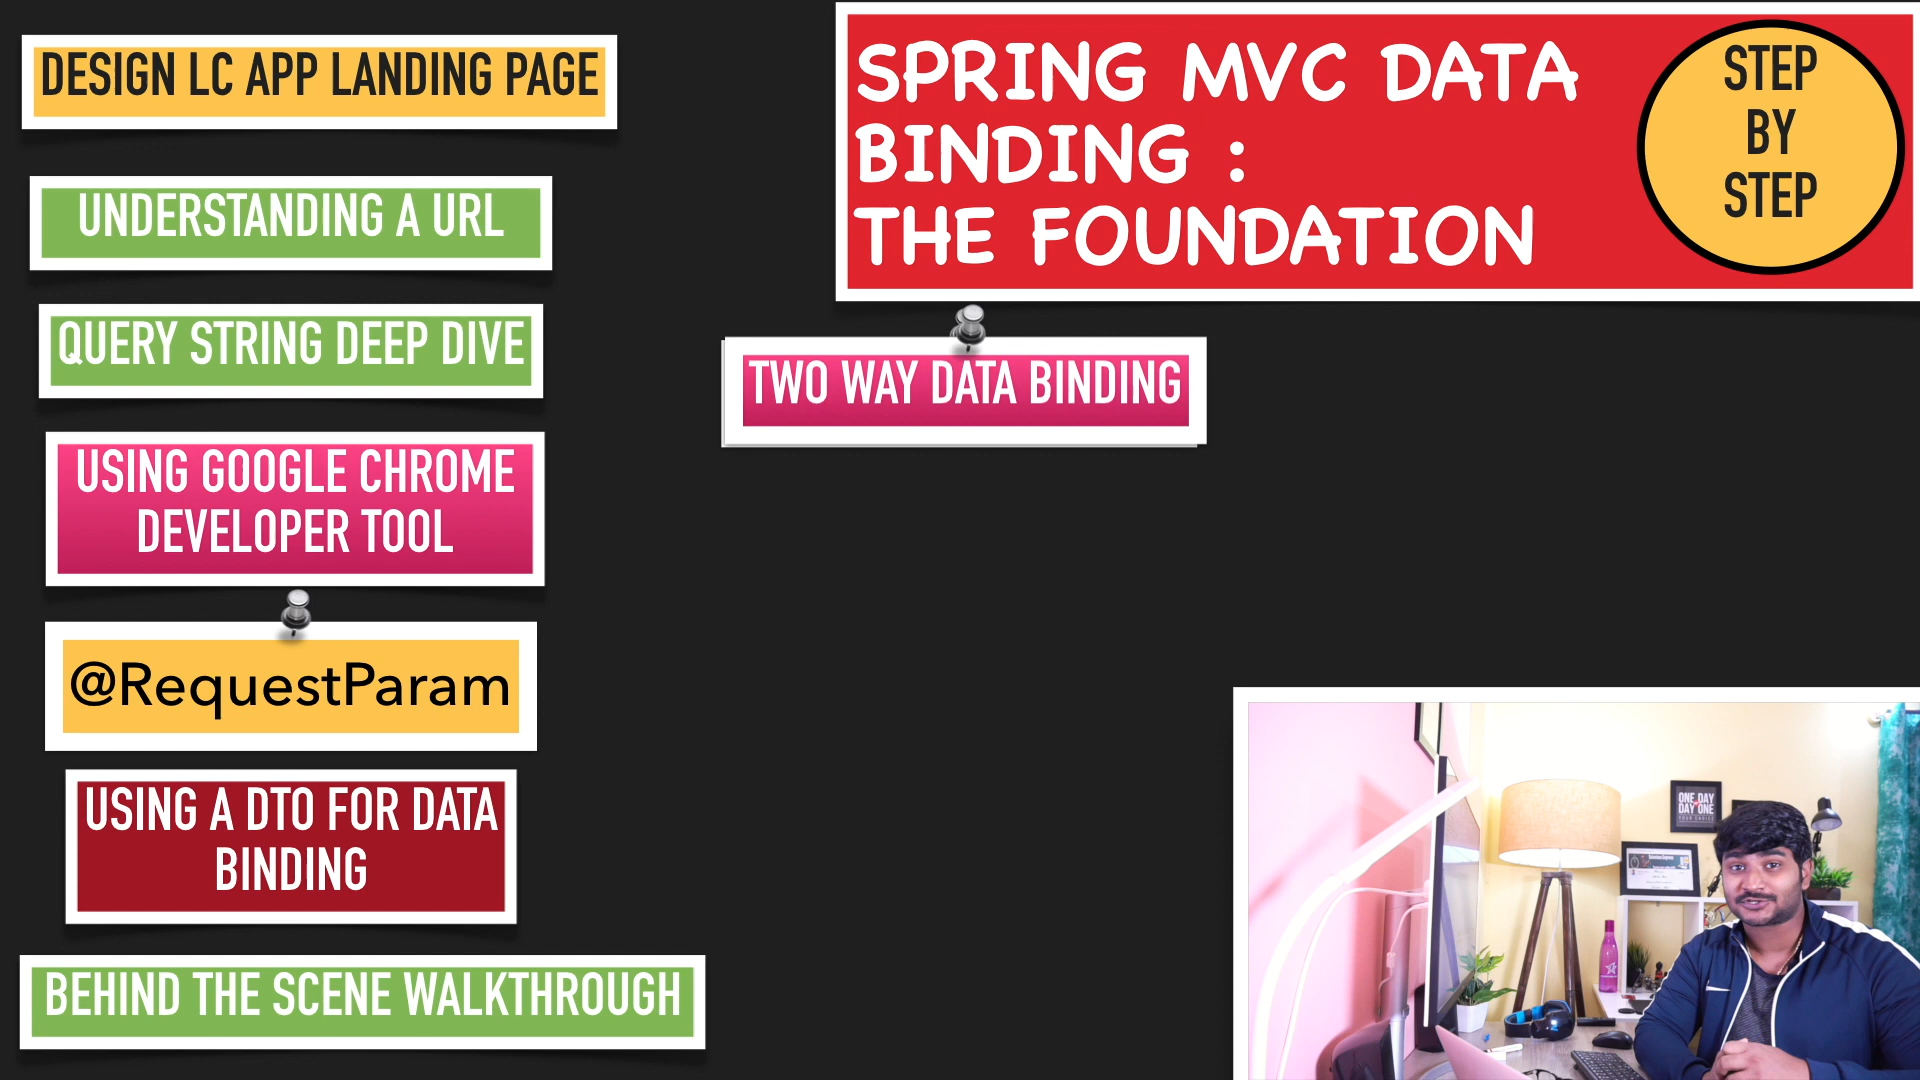 DESIGN LC APP LANDING PAGE
UNDERSTANDING A URL
QUERY STRING DEEP DIVE
USING GOOGLE CHROME
DEVELOPER TOOL
@RequestParam
USING A DTO FOR DATA
BINDING
BEHIND THE SCENE WALKTHROUGH
SPRING MVC DATA
BINDING :
THE FOUNDATION
STEP
BY
STEP
TWO WAY DATA BINDING
ONE DAY
DAY ONE
YOUR CHOICE